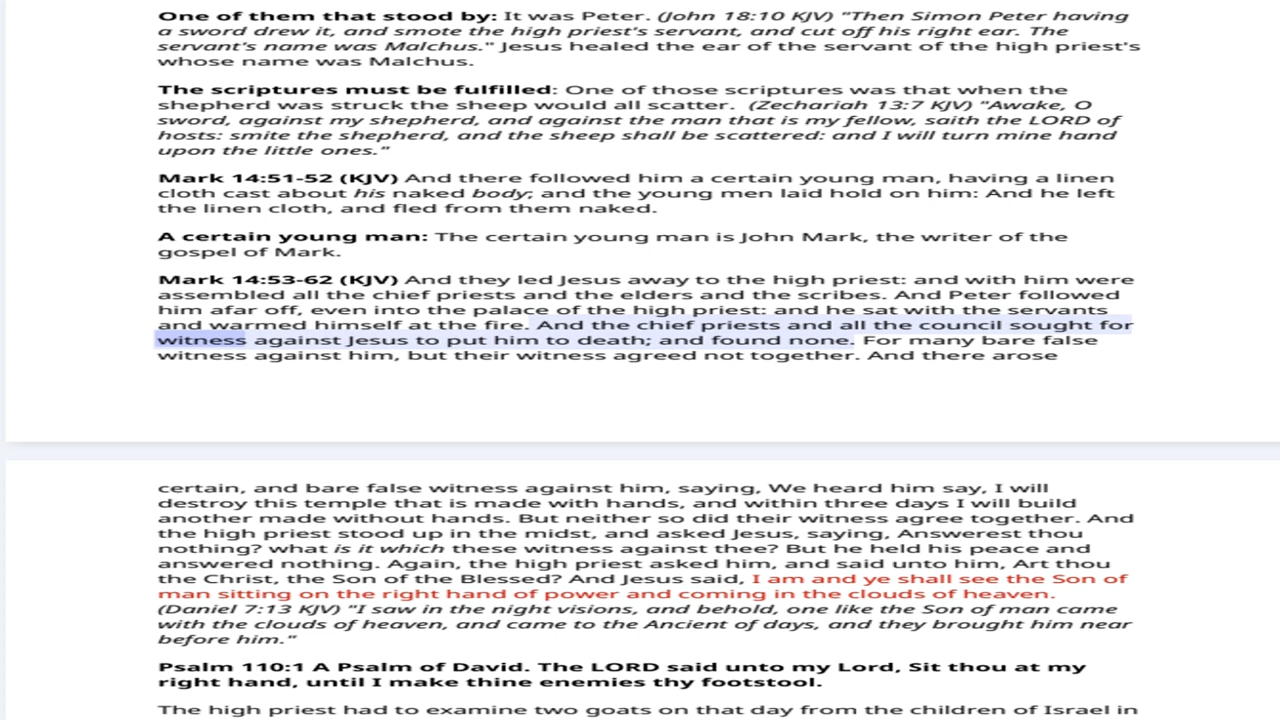 One of them that stood by: It was Peter. (John 18:10 KJV) "Then Simon Peter having
a sword drew it, and smote the high priest's servant, and cut off his right ear. The
servant's name was Malchus." Jesus healed the ear of the servant of the high priest's
whose name was Malchus.
The scriptures must be fulfilled: One of those scriptures was that when the
shepherd was struck the sheep would all scatter. (Zechariah 13:7 KJV) "Awake, O
sword, against my shepherd, and against the man that is my fellow, saith the LORD of
hosts: smite the shepherd, and the sheep shall be scattered: and I will turn mine hand
upon the little ones."
Mark 14:51-52 (KJV) And there followed him a certain young man, having a linen
cloth cast about his naked body; and the young men laid hold on him: And he left
the linen cloth, and fled from them naked.
A certain young man: The certain young man is John Mark, the writer of the
gospel of Mark.
Mark 14:53-62 (KJV) And they led Jesus away to the high priest: and with him were
assembled all the chief priests and the elders and the scribes. And Peter followed
him afar off, even into the palace of the high priest: and he sat with the servants
and warmed himself at the fire. And the chief priests and all the council sought for
witness against Jesus to put him to death; and found none. For many bare false
witness against him, but their witness agreed not together. And there arose
certain, and bare false witness against him, saying, We heard him say, I will
destroy this temple that is made with hands, and within three days I will build
another made without hands. But neither so did their witness agree together. And
the high priest stood up in the midst, and asked Jesus, saying, Answerest thou
nothing? what is it which these witness against thee? But he held his peace and
answered nothing. Again, the high priest asked him, and said unto him, Art thou
the Christ, the Son of the Blessed? And Jesus said, I am and ye shall see the Son of
man sitting on the right hand of power and coming in the clouds of heaven.
(Daniel 7:13 KJV) "I saw in the night visions, and behold, one like the Son of man came
with the clouds of heaven, and came to the Ancient of days, and they brought him near
before him."
Psalm 110:1 A Psalm of David. The LORD said unto my Lord, Sit thou at my
right hand, until I make thine enemies thy footstool.
The high priest had to examine two goats on that day from the children of Israel in